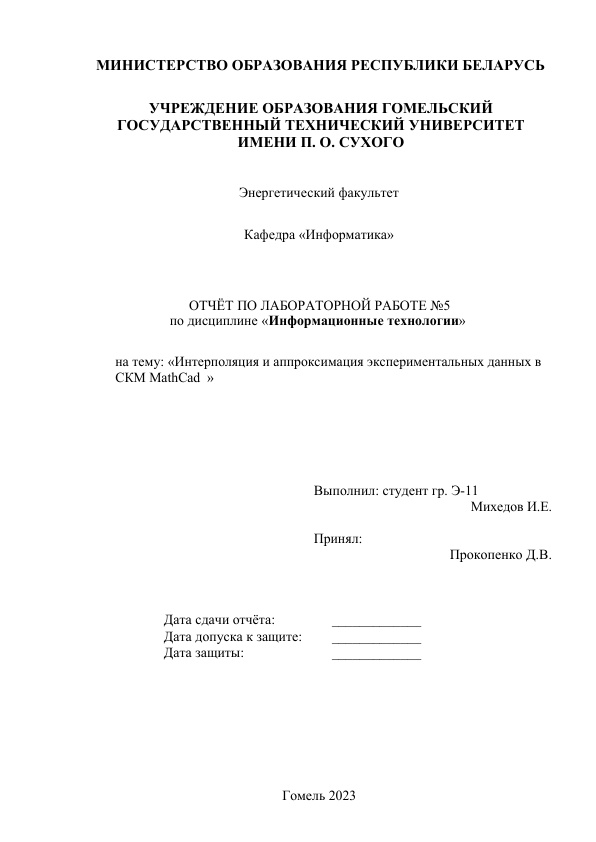 МИНИСТЕРСТВО ОБРАЗОВАНИЯ РЕСПУБЛИКИ БЕЛАРУСЬ
УЧРЕЖДЕНИЕ ОБРАЗОВАНИЯ ГОМЕЛЬСКИЙ
ГОСУДАРСТВЕННЫЙ ТЕХНИЧЕСКИЙ УНИВЕРСИТЕТ
ИМЕНИ П. О. СУХОГО
Энергетический факультет
Кафедра «Информатика»
ОТЧЁТ ПО ЛАБОРАТОРНОЙ РАБОТЕ №5
по дисциплине «Информационные технологии»
на тему: «Интерполяция и аппроксимация экспериментальных данных в
СКМ MathCad »
Выполнил: студент гр. Э-11
Михедов И.Е.
Принял:
Прокопенко Д.В.
Дата сдачи отчёта: _____________
Дата допуска к защите: _____________
Дата защиты: _____________
Гомель 2023